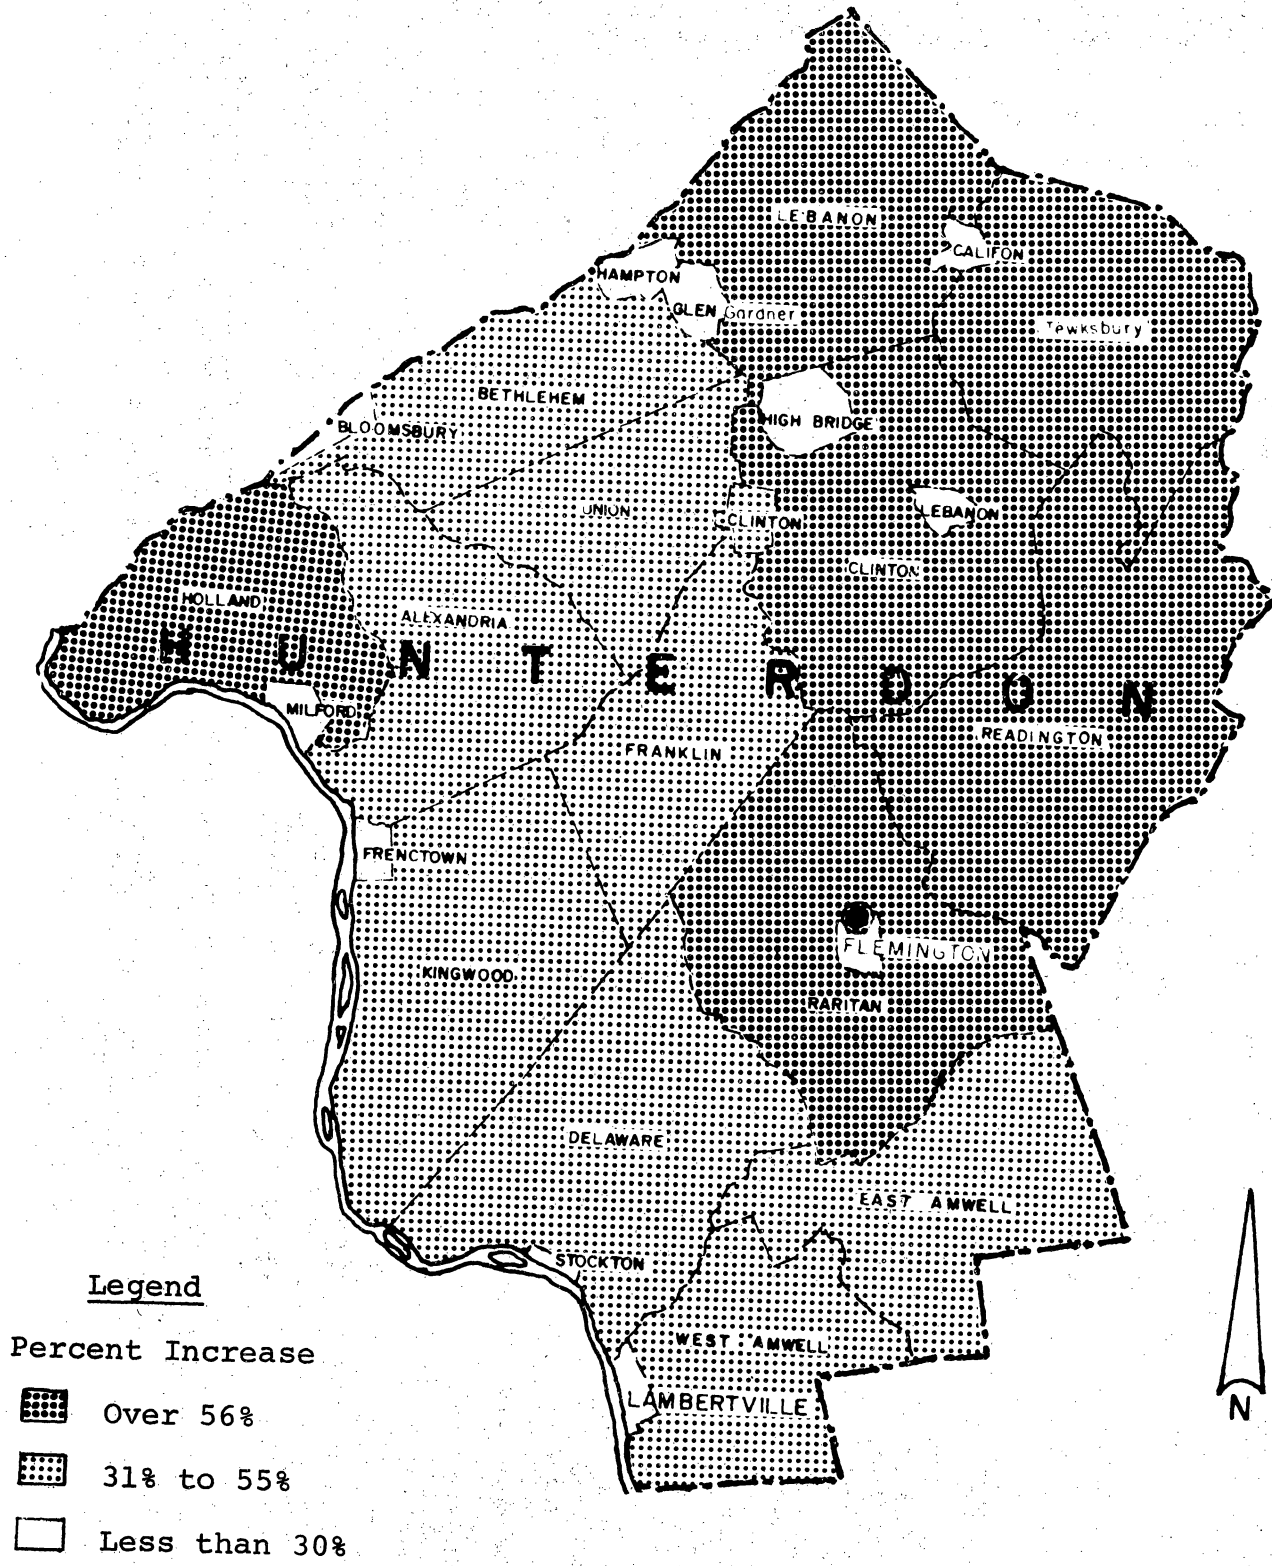 LEBANON
CALIFON
HAMPTON
GLEN Gardner
Tewksbury
BETHLEHEM
HIGH BRIDGE
BLOOMSBURY
UNION
CLINTON
LEBANON
CLINTON
HOLLAND
ALEXANDRIA
HUNTERDON
MILFORD
FRANKLIN
READINGTON
FRENCTOWN
FLEMINGTON
KINGWOOD
RARITAN
DELAWARE
EAST AMWELL
STOCKTON
WEST AMWELL
LAMBERTVILLE
Legend
Percent Increase
Over 56%
31% to 55%
Less than 30%
N